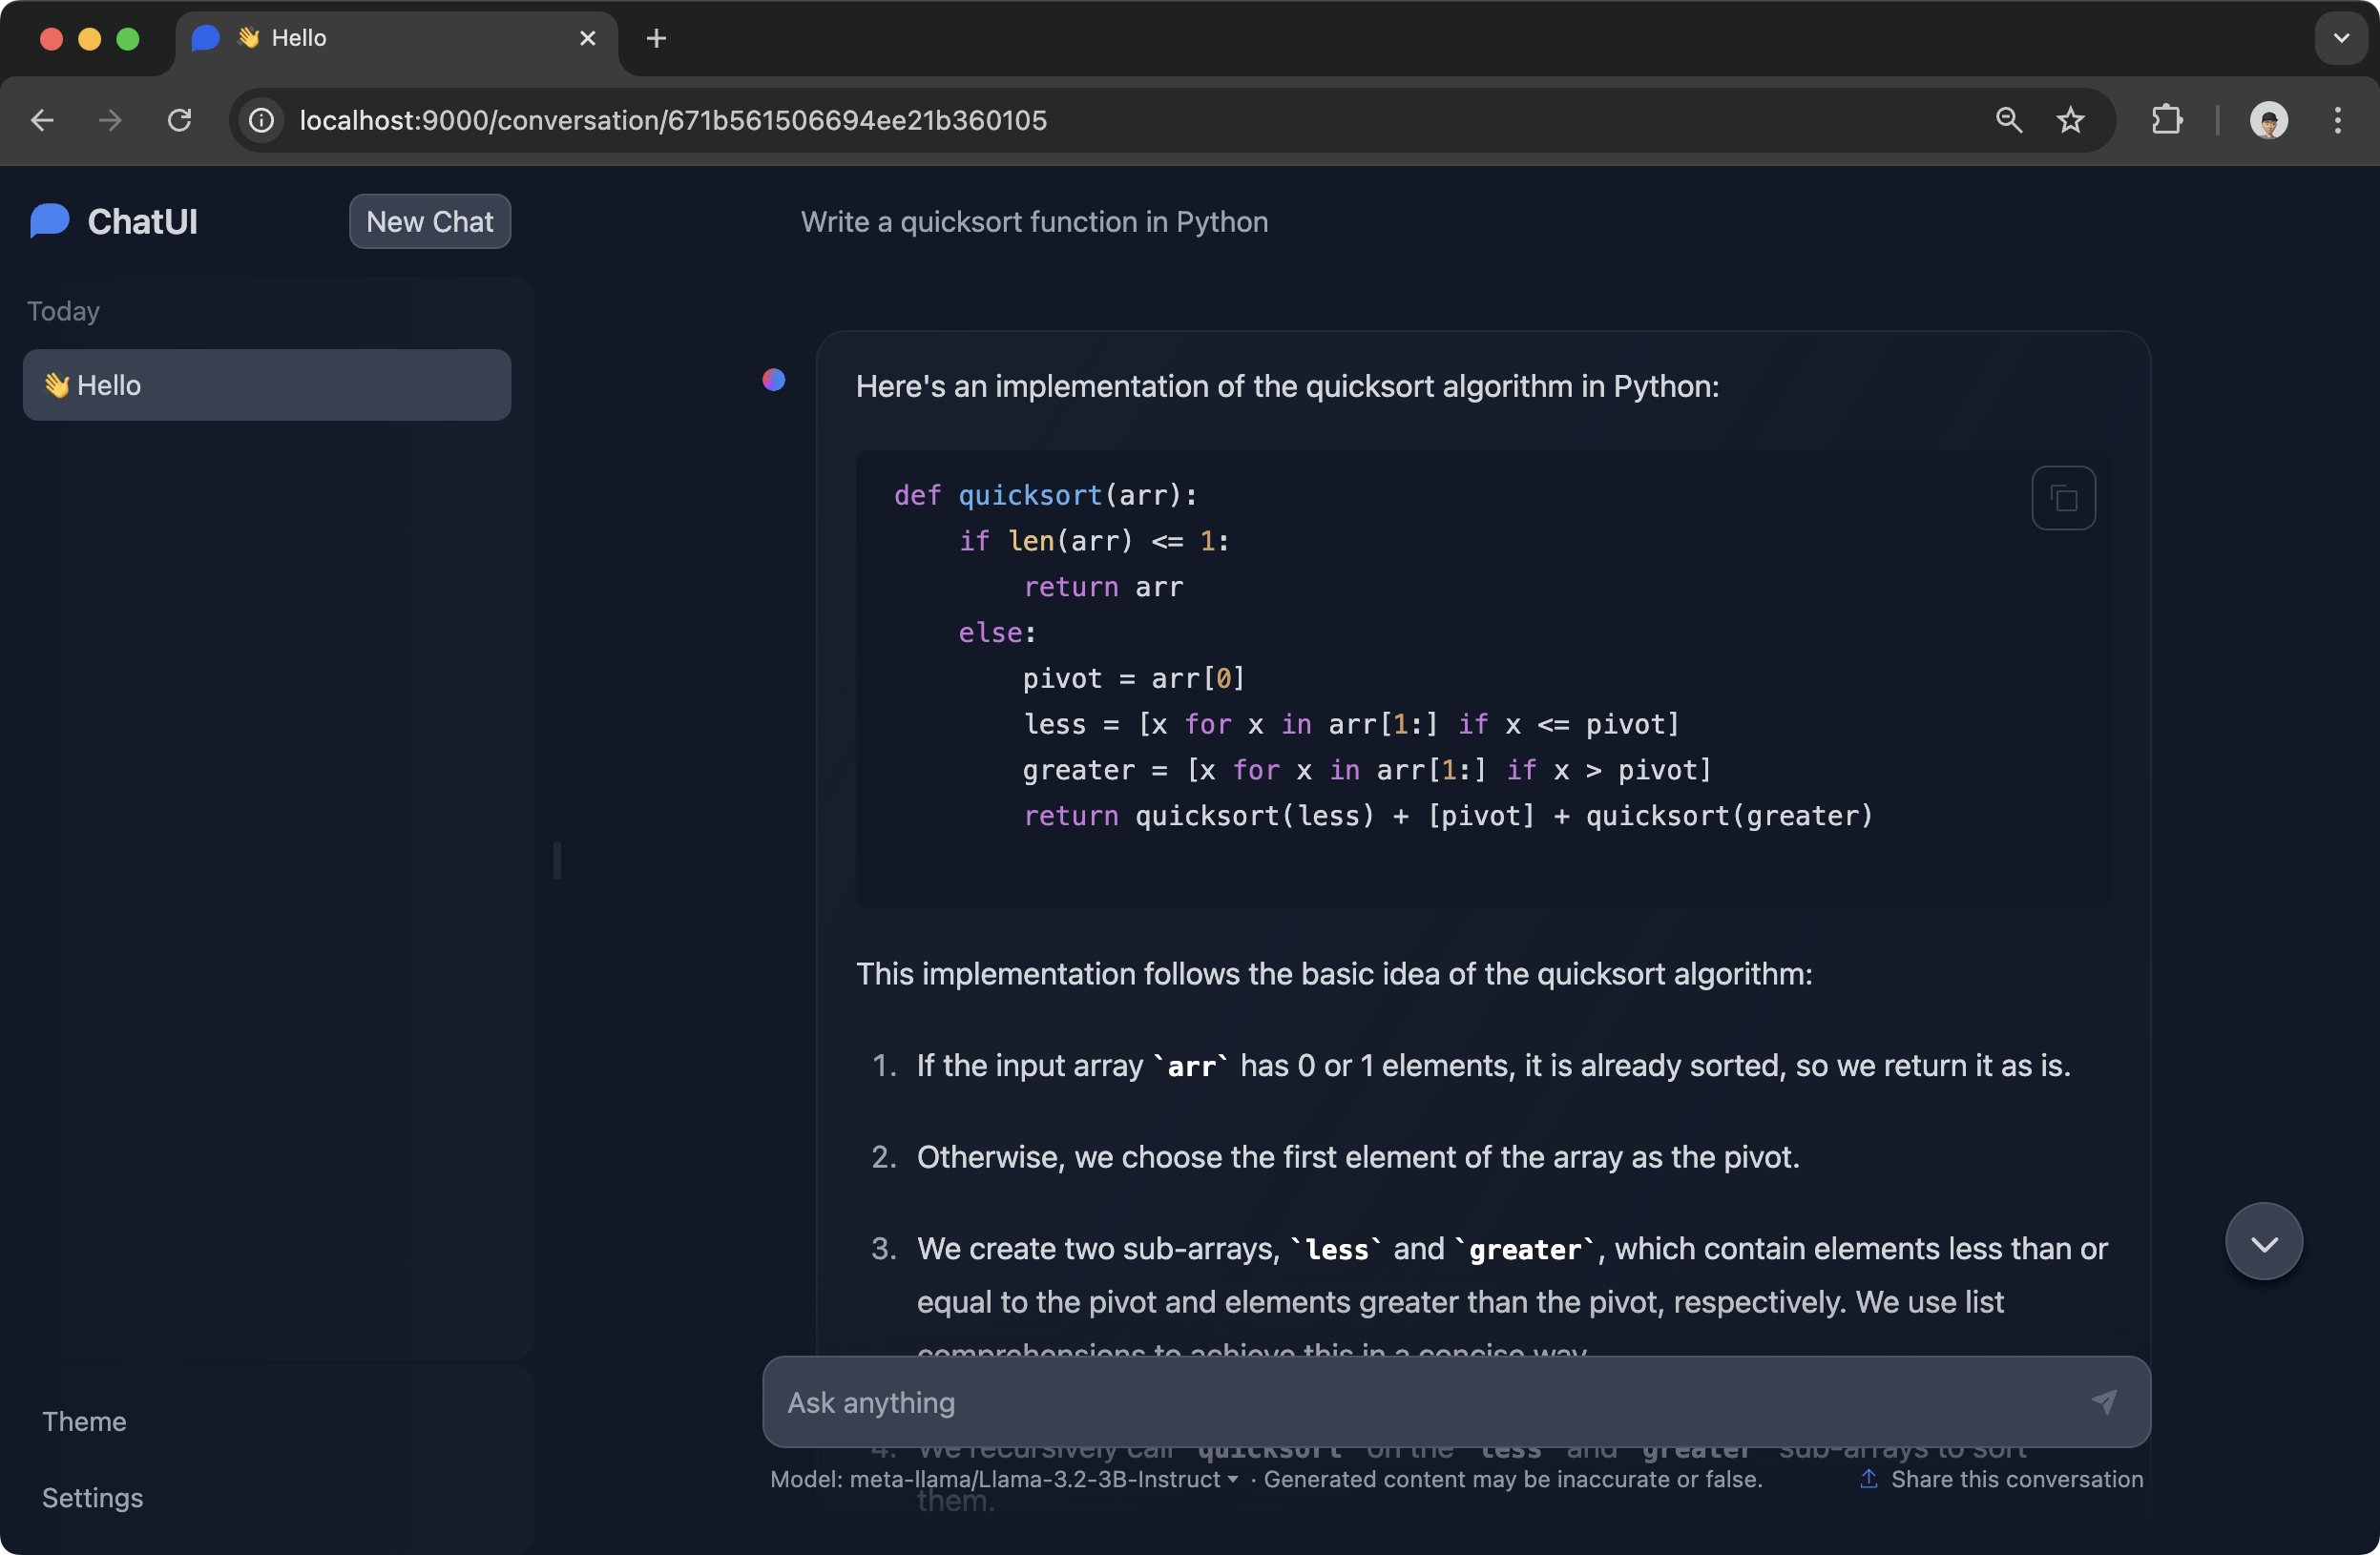 👋 Hello
localhost:9000/conversation/671b561506694ee21b360105
ChatUI
New Chat
Today
👋 Hello
Theme
Settings
Write a quicksort function in Python
Here's an implementation of the quicksort algorithm in Python:
def quicksort(arr):
    if len(arr) <= 1:
        return arr
    else:
        pivot = arr[0]
        less = [x for x in arr[1:] if x <= pivot]
        greater = [x for x in arr[1:] if x > pivot]
        return quicksort(less) + [pivot] + quicksort(greater)
This implementation follows the basic idea of the quicksort algorithm:
1. If the input array `arr` has 0 or 1 elements, it is already sorted, so we return it as is.
2. Otherwise, we choose the first element of the array as the pivot.
3. We create two sub-arrays, `less` and `greater`, which contain elements less than or
equal to the pivot and elements greater than the pivot, respectively. We use list
comprehensions to achieve this in a concise way.
Ask anything
4. We recursively call `quicksort` on the `less` and `greater` sub-arrays to sort
them.
Model: meta-llama/Llama-3.2-3B-Instruct · Generated content may be inaccurate or false.
Share this conversation